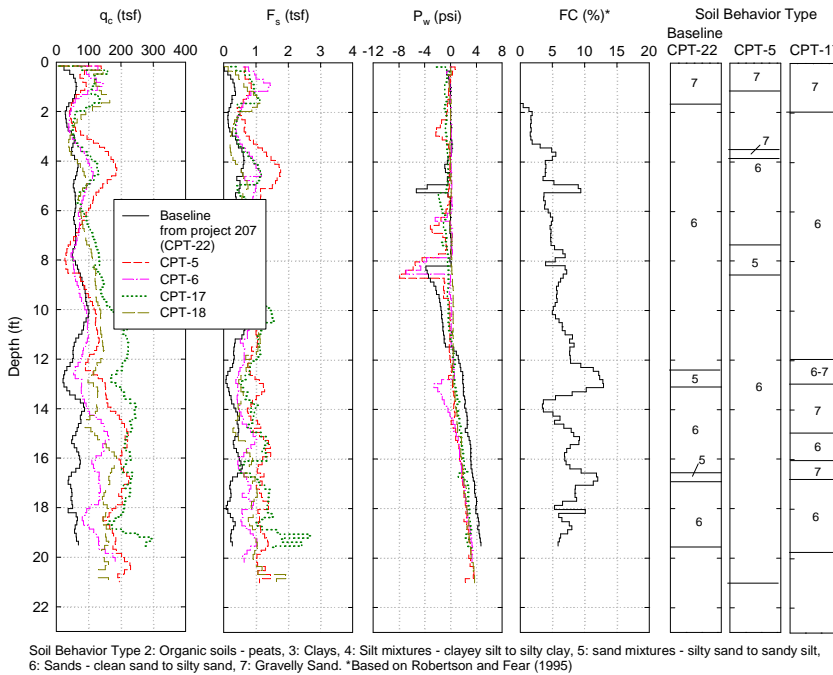 q_c (tsf)
F_s (tsf)
P_w (psi)
FC (%)*
Soil Behavior Type
Baseline
CPT-22
CPT-5
CPT-17
0 100 200 300 400
0 1 2 3 4
-12 -8 -4 0 4 8
0 5 10 15 20
Depth (ft)
0
2
4
6
8
10
12
14
16
18
20
22
Baseline
from project 207
(CPT-22)
CPT-5
CPT-6
CPT-17
CPT-18
7
6
5
6
5
6
7
7
6
5
6
7
6
6-7
7
6
7
6
Soil Behavior Type 2: Organic soils - peats, 3: Clays, 4: Silt mixtures - clayey silt to silty clay, 5: sand mixtures - silty sand to sandy silt,
6: Sands - clean sand to silty sand, 7: Gravelly Sand. *Based on Robertson and Fear (1995)